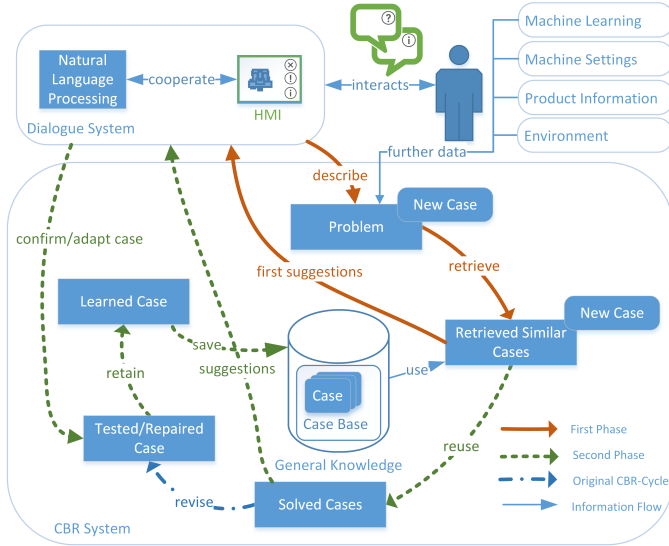 ?
i
Machine Learning
Machine Settings
Product Information
Environment
Natural
Language
Processing
cooperate
×
!
i
HMI
interacts
Dialogue System
further data
describe
New Case
Problem
confirm/adapt case
first suggestions
retrieve
Learned Case
New Case
Retrieved Similar
Cases
save
suggestions
use
retain
Case
Case Base
Tested/Repaired
Case
General Knowledge
reuse
First Phase
Second Phase
Original CBR-Cycle
Information Flow
revise
Solved Cases
CBR System